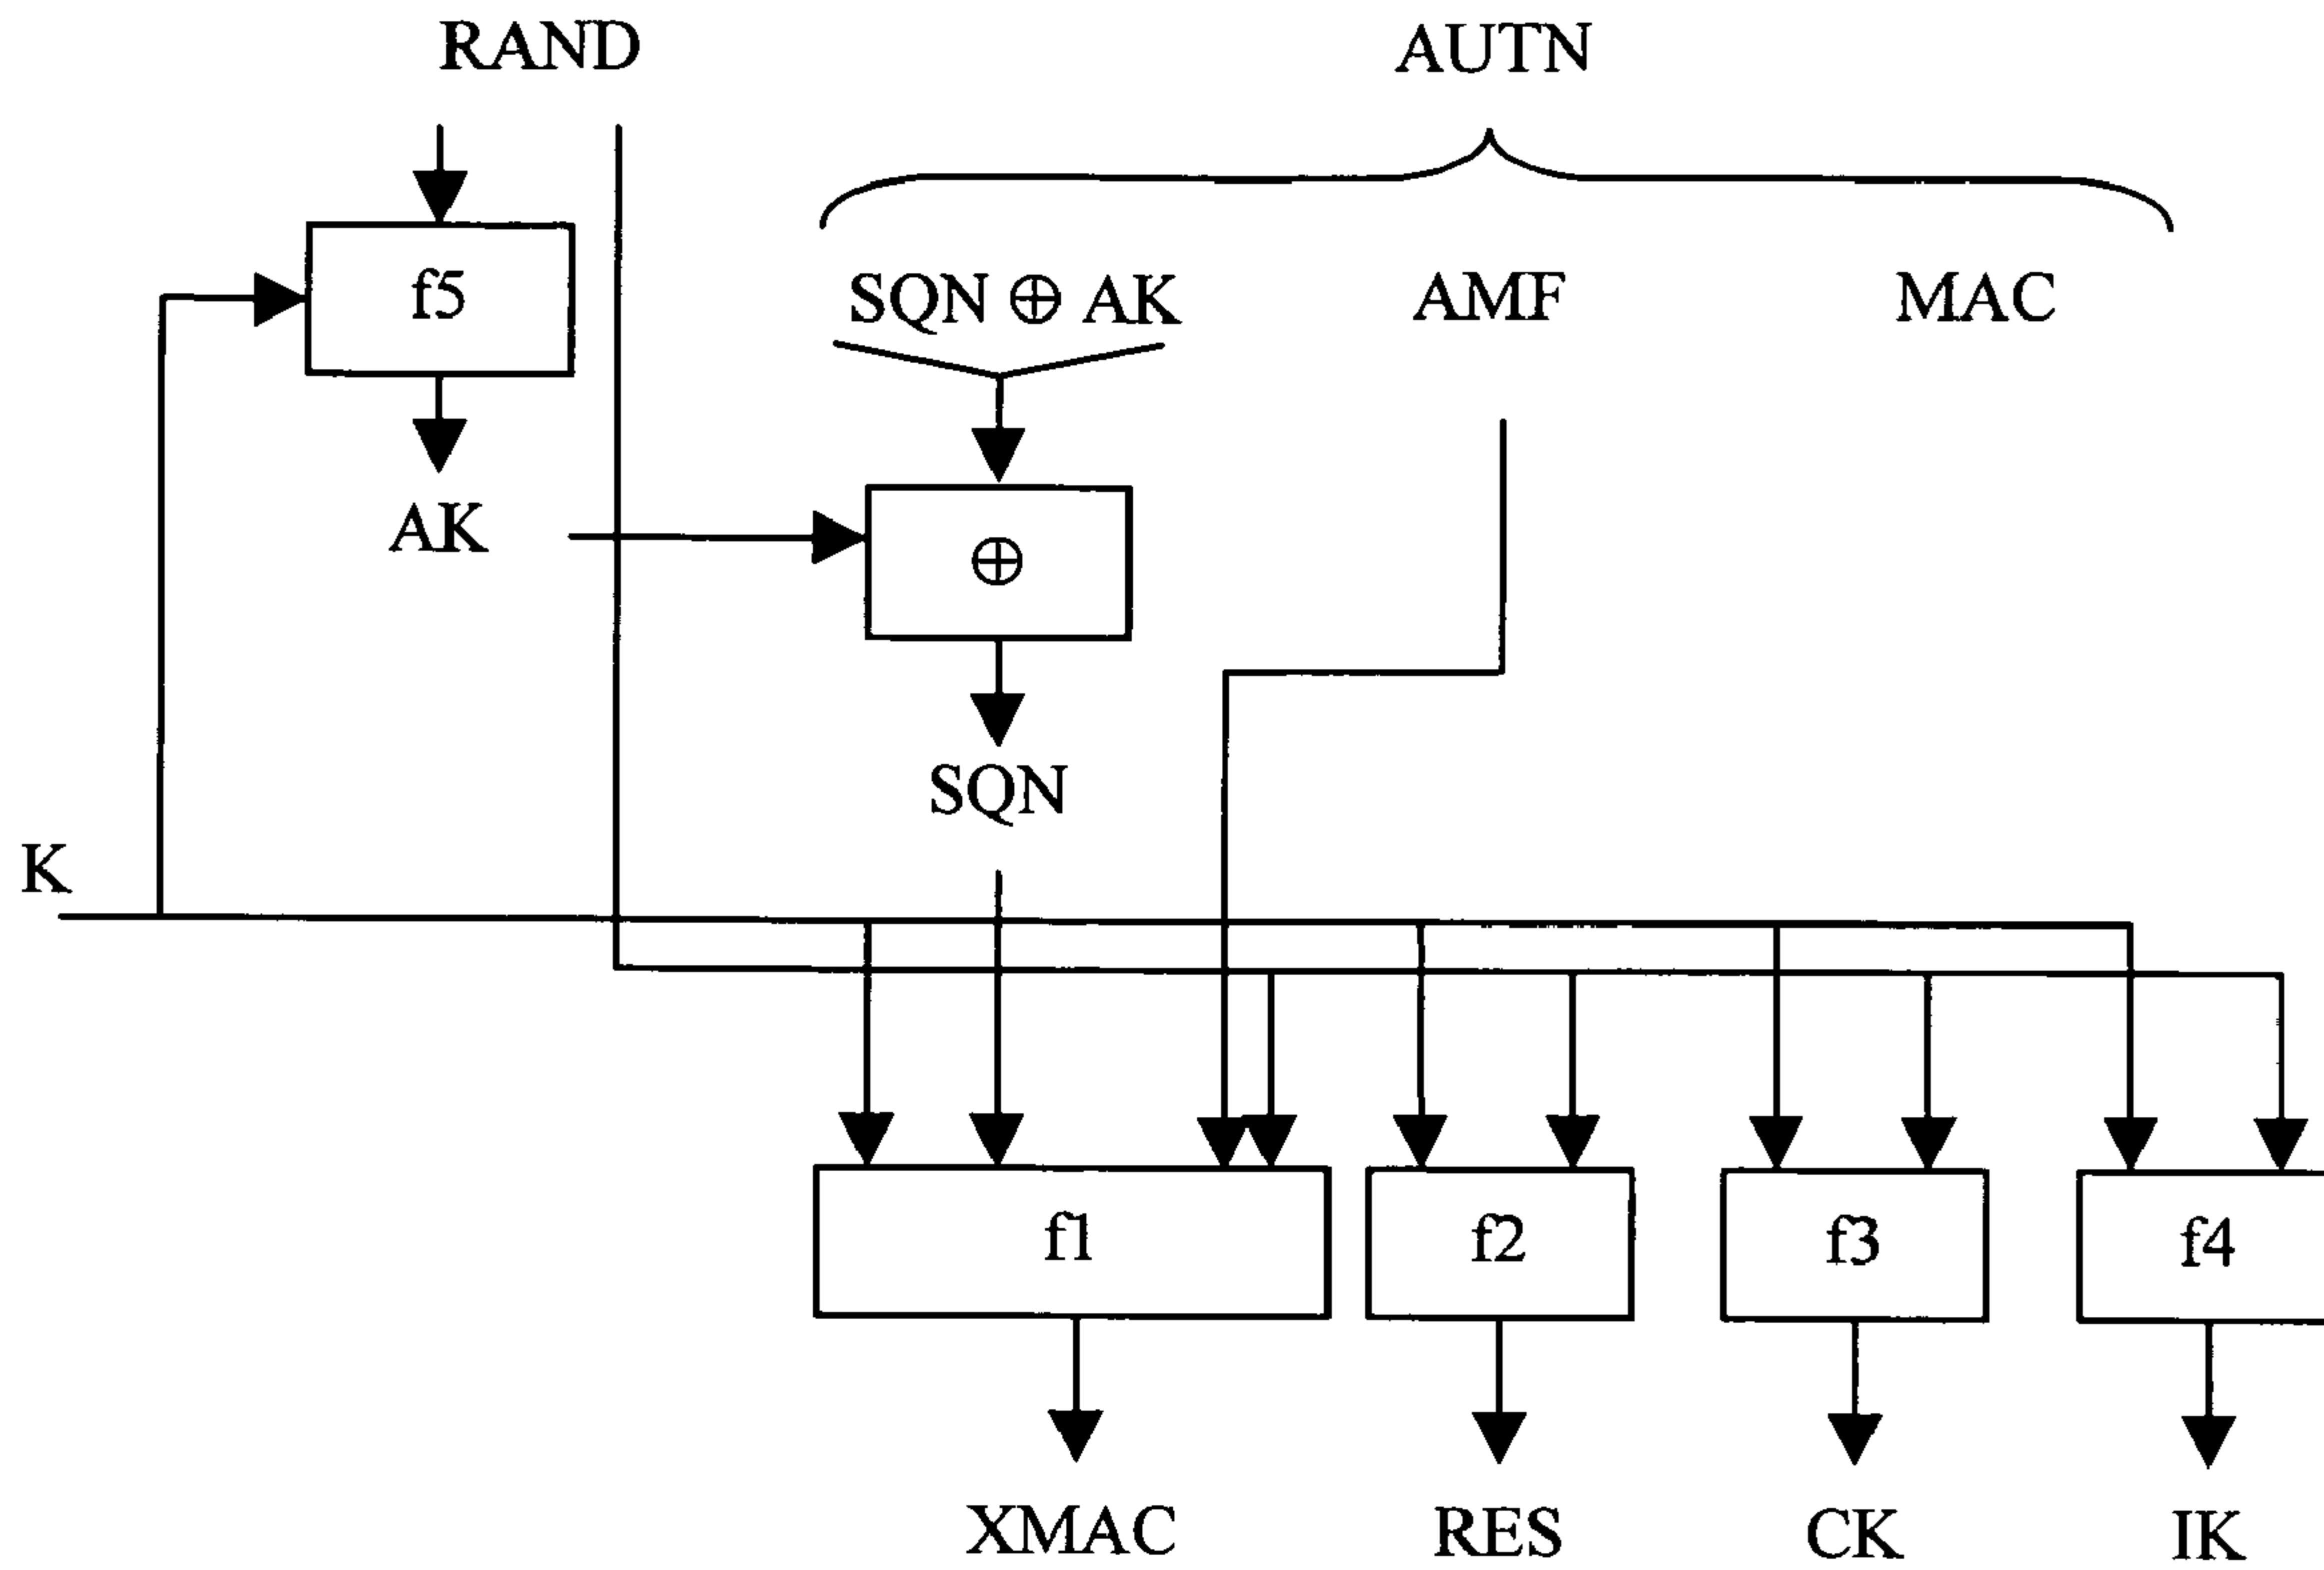 RAND AUTN
f5 SQN ⊕ AK AMF MAC
AK ⊕
SQN
K
f1 f2 f3 f4
XMAC RES CK IK